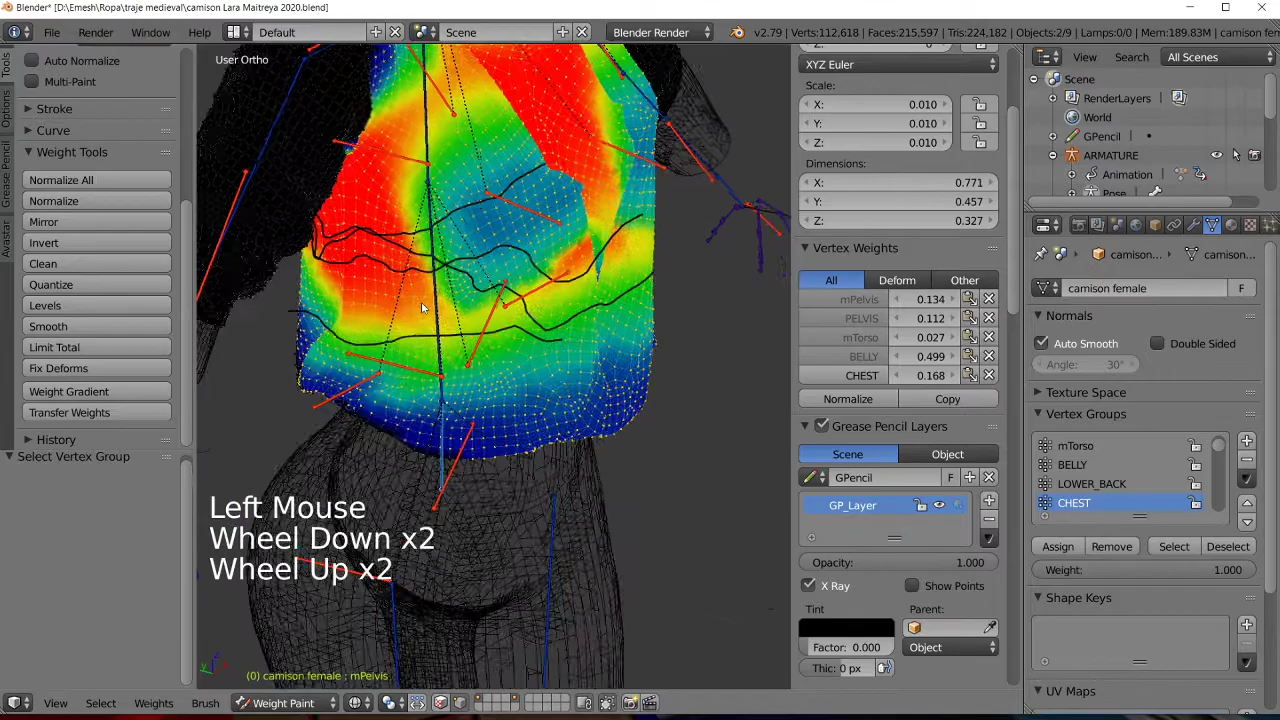 Blender* [D:\Emesh\Ropa\traje medieval\camison Lara Maitreya 2020.blend]
File Render Window Help Default Scene Blender Render v2.79 | Verts:112,618 | Faces:215,597 | Tris:224,182 | Objects:2/9 | Lamps:0/0 | Mem:189.83M | camison fem
Tools
Options
Grease Pencil
Avastar
Auto Normalize
Multi-Paint
Stroke
Curve
Weight Tools
Normalize All
Normalize
Mirror
Invert
Clean
Quantize
Levels
Smooth
Limit Total
Fix Deforms
Weight Gradient
Transfer Weights
History
Select Vertex Group
User Ortho
Left Mouse
Wheel Down x2
Wheel Up x2
(0) camison female : mPelvis
View Select Weights Brush Weight Paint
XYZ Euler
Scale:
X: 0.010
Y: 0.010
Z: 0.010
Dimensions:
X: 0.771
Y: 0.457
Z: 0.327
Vertex Weights
All Deform Other
mPelvis 0.134
PELVIS 0.112
mTorso 0.027
BELLY 0.499
CHEST 0.168
Normalize Copy
Grease Pencil Layers
Scene Object
GPencil F
GP_Layer
Opacity: 1.000
X Ray Show Points
Tint Parent:
Factor: 0.000 Object
Thic: 0 px
View Search All Scenes
Scene
RenderLayers
World
GPencil
ARMATURE
Animation
Pose
camison... camison...
camison female F
Normals
Auto Smooth Double Sided
Angle: 30°
Texture Space
Vertex Groups
mTorso
BELLY
LOWER_BACK
CHEST
Assign Remove Select Deselect
Weight: 1.000
Shape Keys
UV Maps